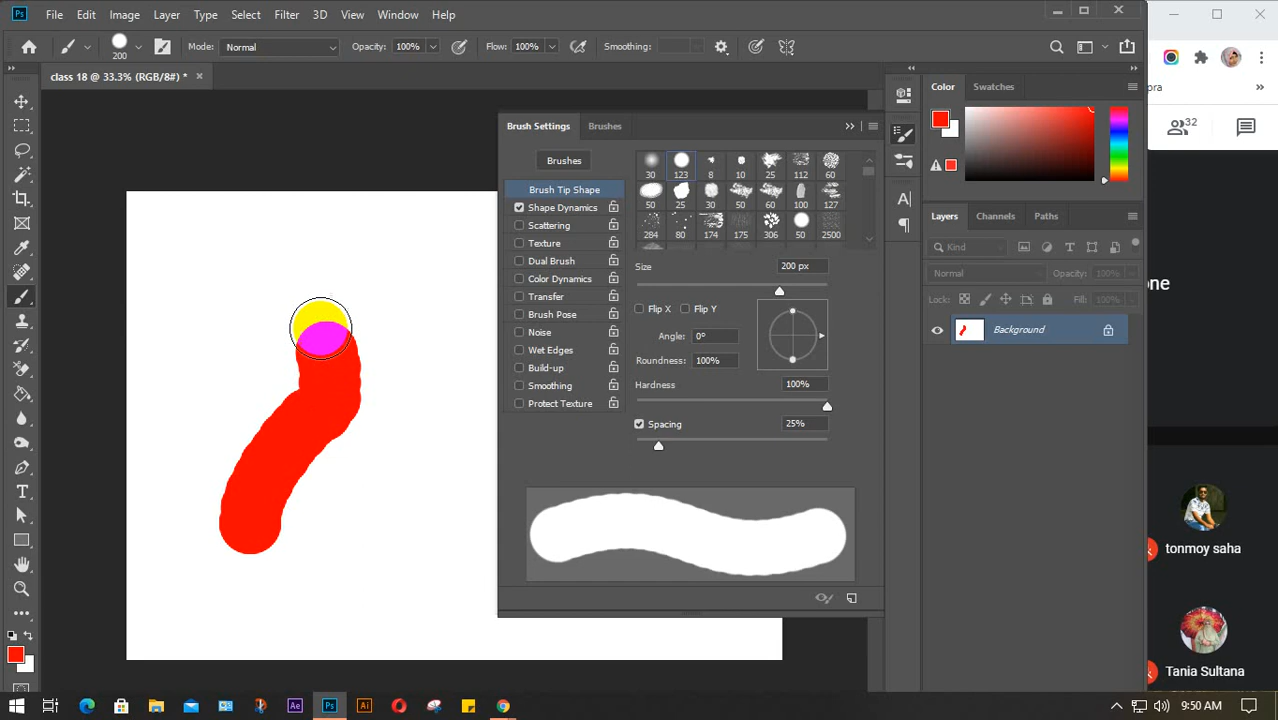 Ps File Edit Image Layer Type Select Filter 3D View Window Help
200 Mode: Normal Opacity: 100% Flow: 100% Smoothing:
class 18 @ 33.3% (RGB/8#) * ×
Brush Settings Brushes
Brushes
Brush Tip Shape
Shape Dynamics
Scattering
Texture
Dual Brush
Color Dynamics
Transfer
Brush Pose
Noise
Wet Edges
Build-up
Smoothing
Protect Texture
30 123 8 10 25 112 60
50 25 30 50 60 100 127
284 80 174 175 306 50 2500
Size 200 px
Flip X Flip Y
Angle: 0°
Roundness: 100%
Hardness 100%
Spacing 25%
Color Swatches
Layers Channels Paths
Kind
Normal Opacity: 100%
Lock: Fill: 100%
Background
pra
32
one
tonmoy saha
Tania Sultana
Ae Ps Ai
9:50 AM